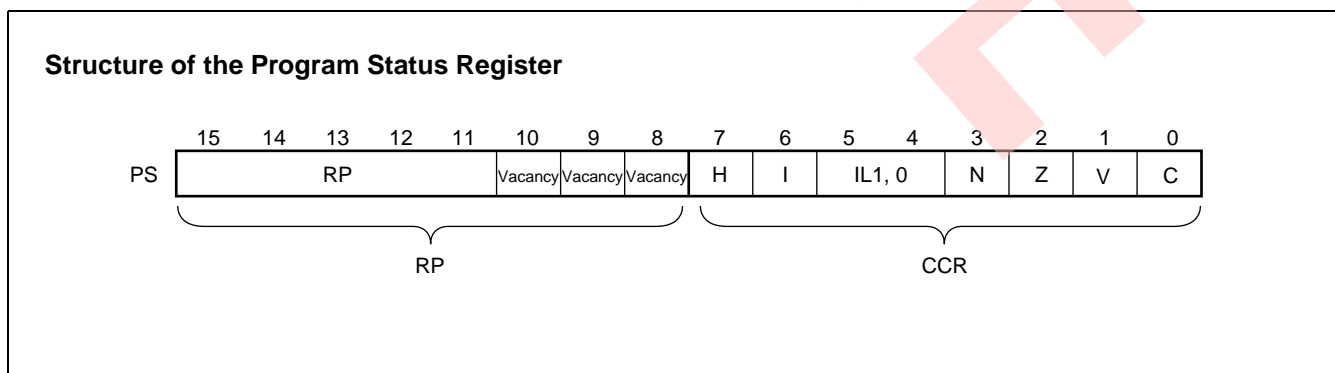 Structure of the Program Status Register
15 14 13 12 11 10 9 8 7 6 5 4 3 2 1 0
PS RP Vacancy Vacancy Vacancy H I IL1, 0 N Z V C
RP CCR